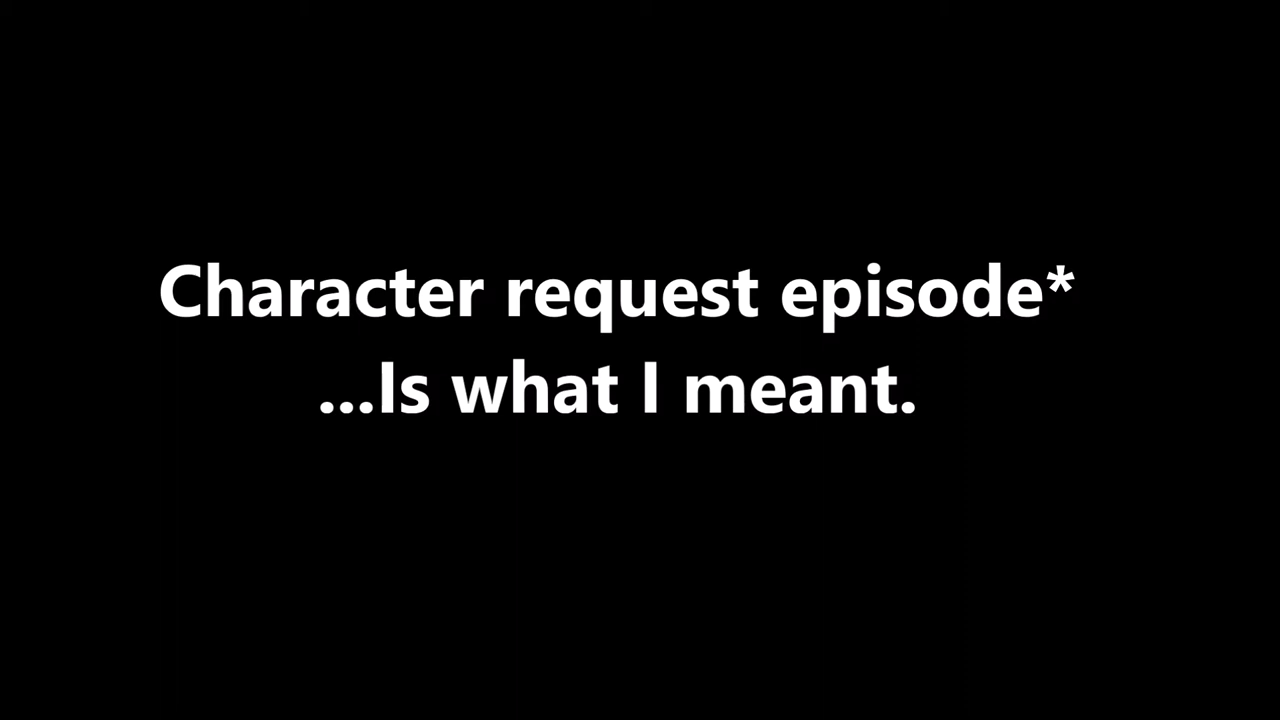 Character request episode*
...Is what I meant.